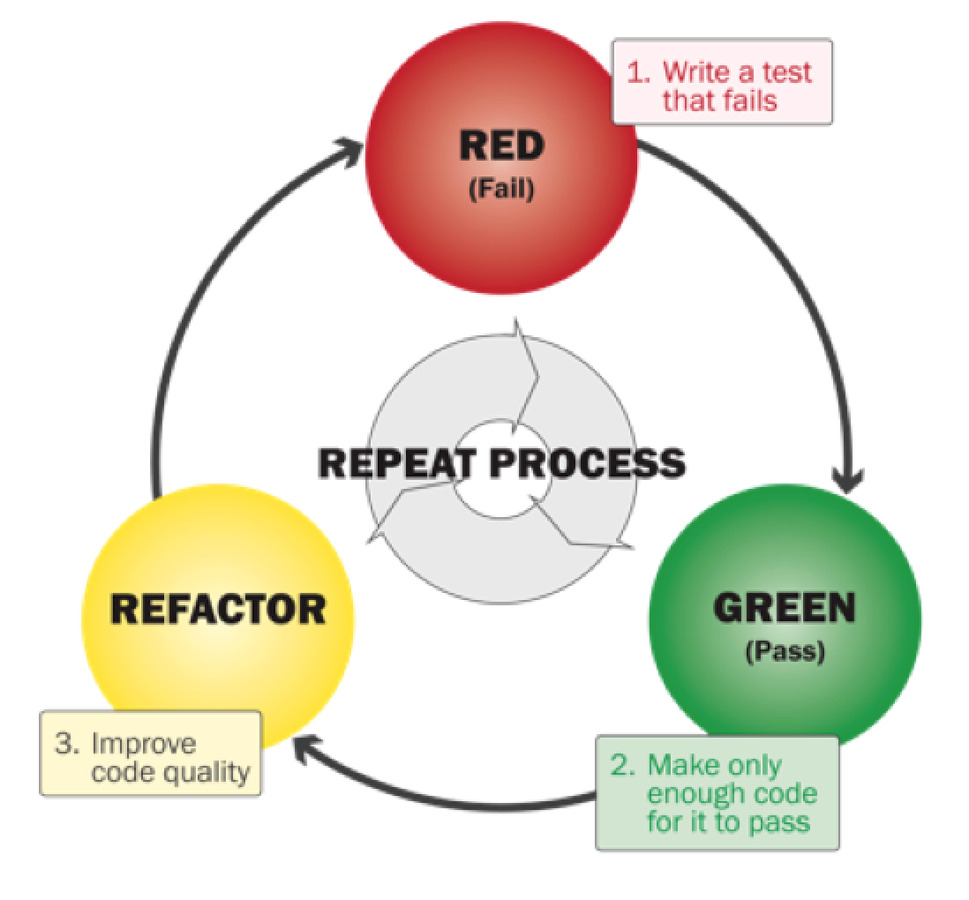 RED
(Fail)
1. Write a test
that fails
REPEAT PROCESS
REFACTOR
3. Improve
code quality
GREEN
(Pass)
2. Make only
enough code
for it to pass